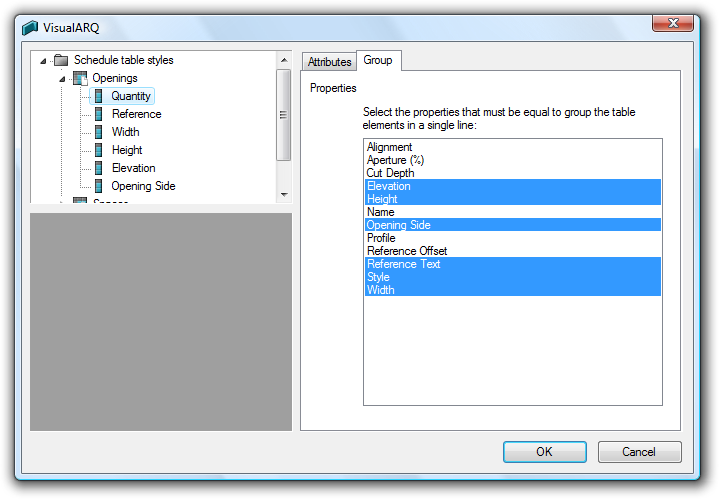 VisualARQ
Schedule table styles
Openings
Quantity
Reference
Width
Height
Elevation
Opening Side
Attributes
Group
Properties
Select the properties that must be equal to group the table
elements in a single line:
Alignment
Aperture (%)
Cut Depth
Elevation
Height
Name
Opening Side
Profile
Reference Offset
Reference Text
Style
Width
OK
Cancel